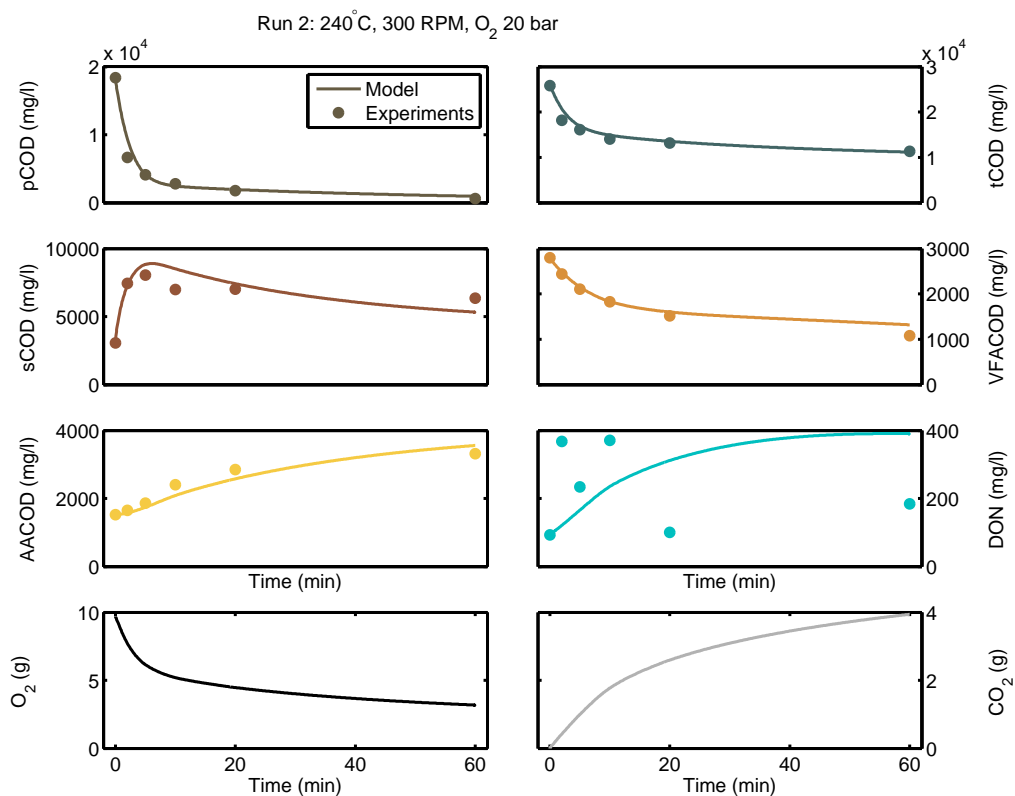 Run 2: 240°C, 300 RPM, O2 20 bar
x 10^4
2
1
0
pCOD (mg/l)
Model
Experiments
x 10^4
3
2
1
0
tCOD (mg/l)
10000
5000
0
sCOD (mg/l)
3000
2000
1000
0
VFACOD (mg/l)
4000
2000
0
AACOD (mg/l)
Time (min)
400
200
0
DON (mg/l)
Time (min)
10
5
0
O2 (g)
0 20 40 60
Time (min)
4
2
0
CO2 (g)
0 20 40 60
Time (min)